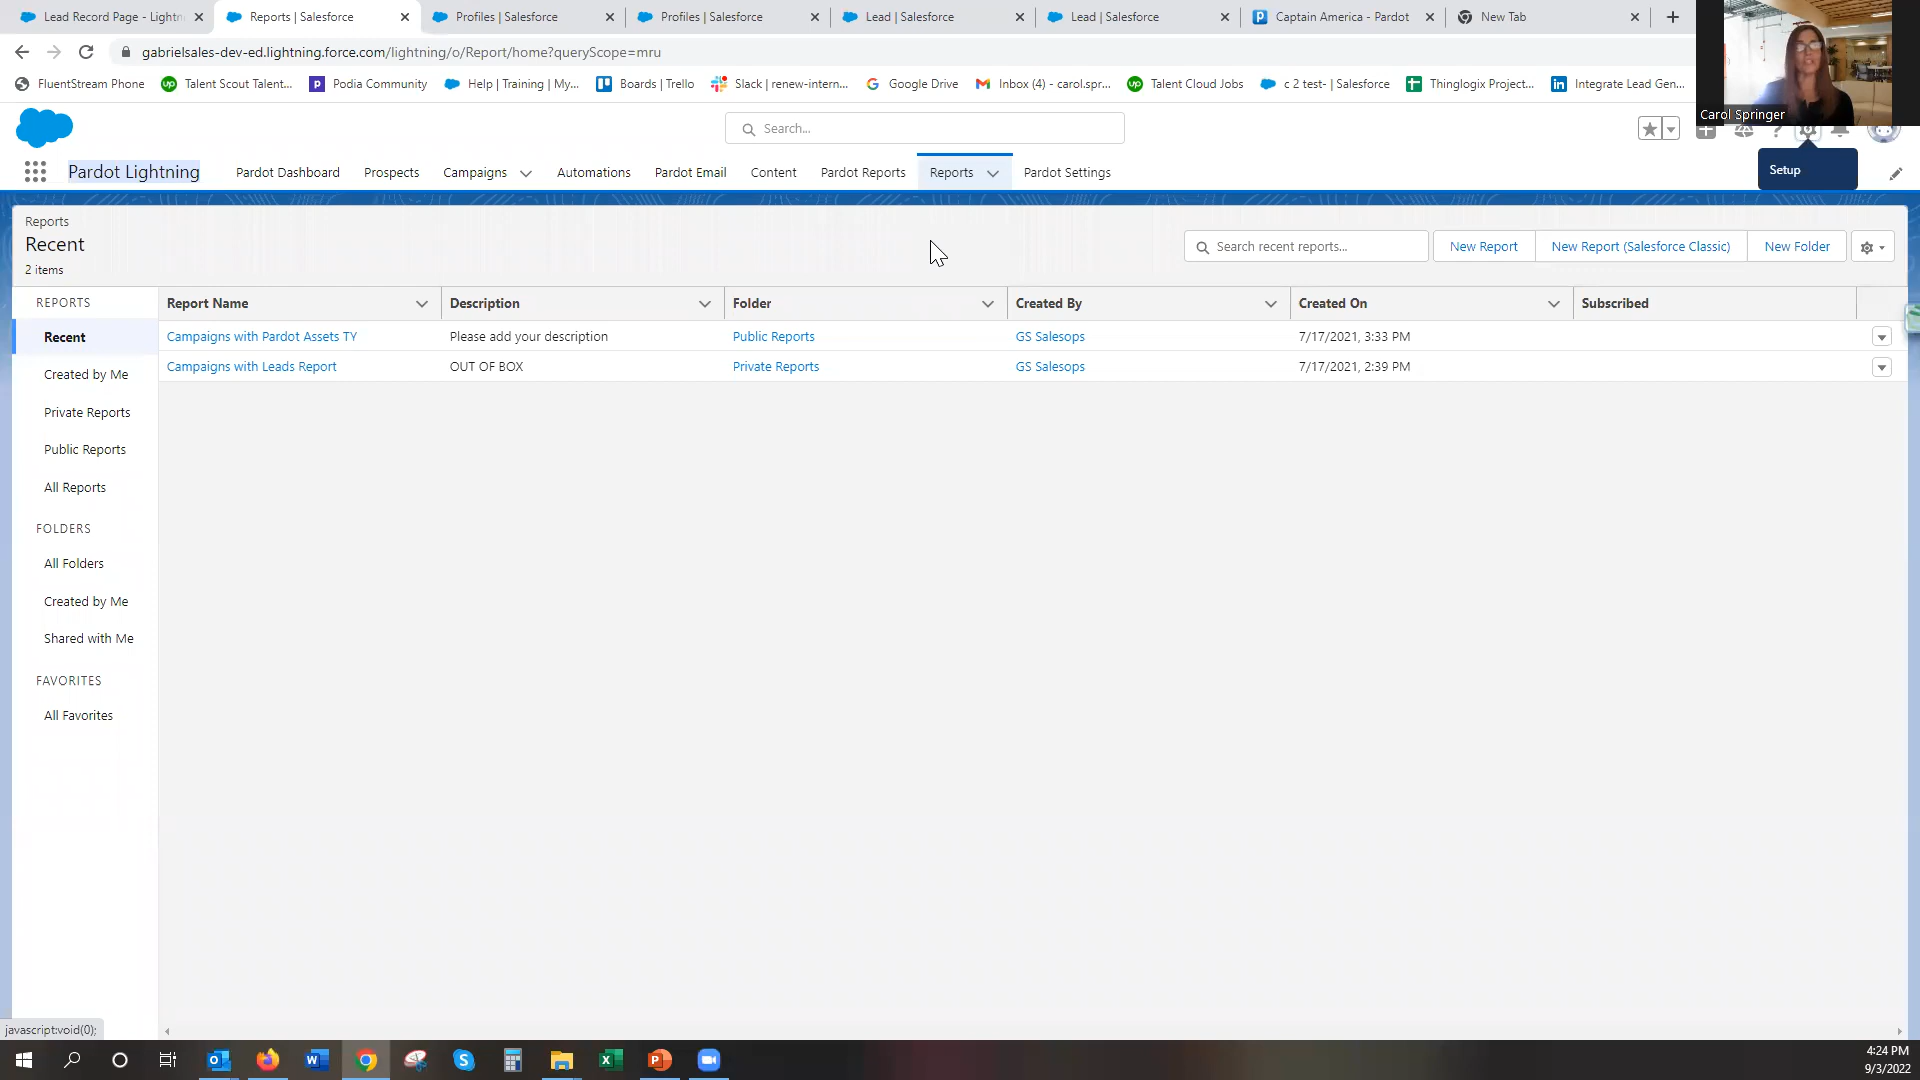 Lead Record Page - Lightn
Reports | Salesforce
Profiles | Salesforce
Profiles | Salesforce
Lead | Salesforce
Lead | Salesforce
Captain America - Pardot
New Tab
gabrielsales-dev-ed.lightning.force.com/lightning/o/Report/home?queryScope=mru
FluentStream Phone
Talent Scout Talent...
Podia Community
Help | Training | My...
Boards | Trello
Slack | renew-intern...
Google Drive
Inbox (4) - carol.spr...
Talent Cloud Jobs
c 2 test- | Salesforce
Thinglogix Project...
Integrate Lead Gen...
Carol Springer
Search...
Setup
Pardot Lightning
Pardot Dashboard
Prospects
Campaigns
Automations
Pardot Email
Content
Pardot Reports
Reports
Pardot Settings
Reports
Recent
2 items
Search recent reports...
New Report
New Report (Salesforce Classic)
New Folder
REPORTS
Recent
Created by Me
Private Reports
Public Reports
All Reports
FOLDERS
All Folders
Created by Me
Shared with Me
FAVORITES
All Favorites
Report Name
Description
Folder
Created By
Created On
Subscribed
Campaigns with Pardot Assets TY
Please add your description
Public Reports
GS Salesops
7/17/2021, 3:33 PM
Campaigns with Leads Report
OUT OF BOX
Private Reports
GS Salesops
7/17/2021, 2:39 PM
javascript:void(0);
4:24 PM
9/3/2022